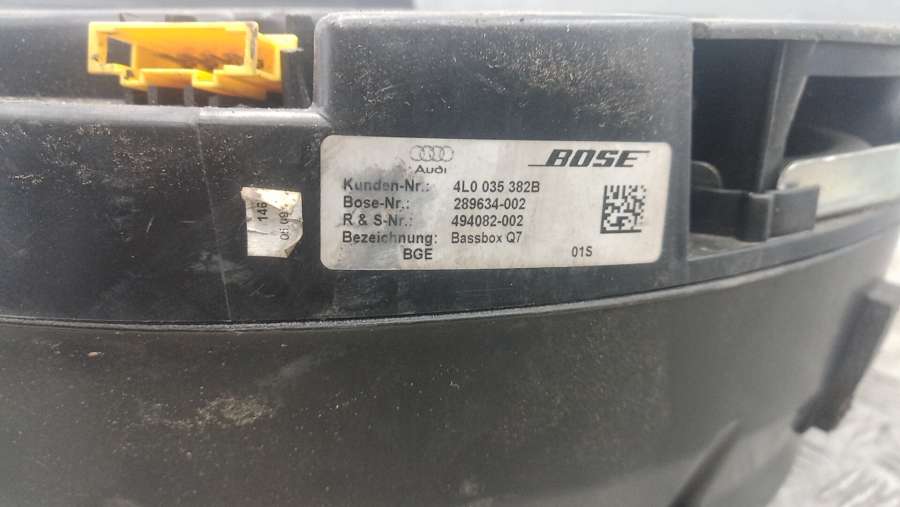 Audi
BOSE
Kunden-Nr.: 4L0 035 382B
Bose-Nr.: 289634-002
R & S-Nr.: 494082-002
Bezeichnung: Bassbox Q7
BGE 01S
146